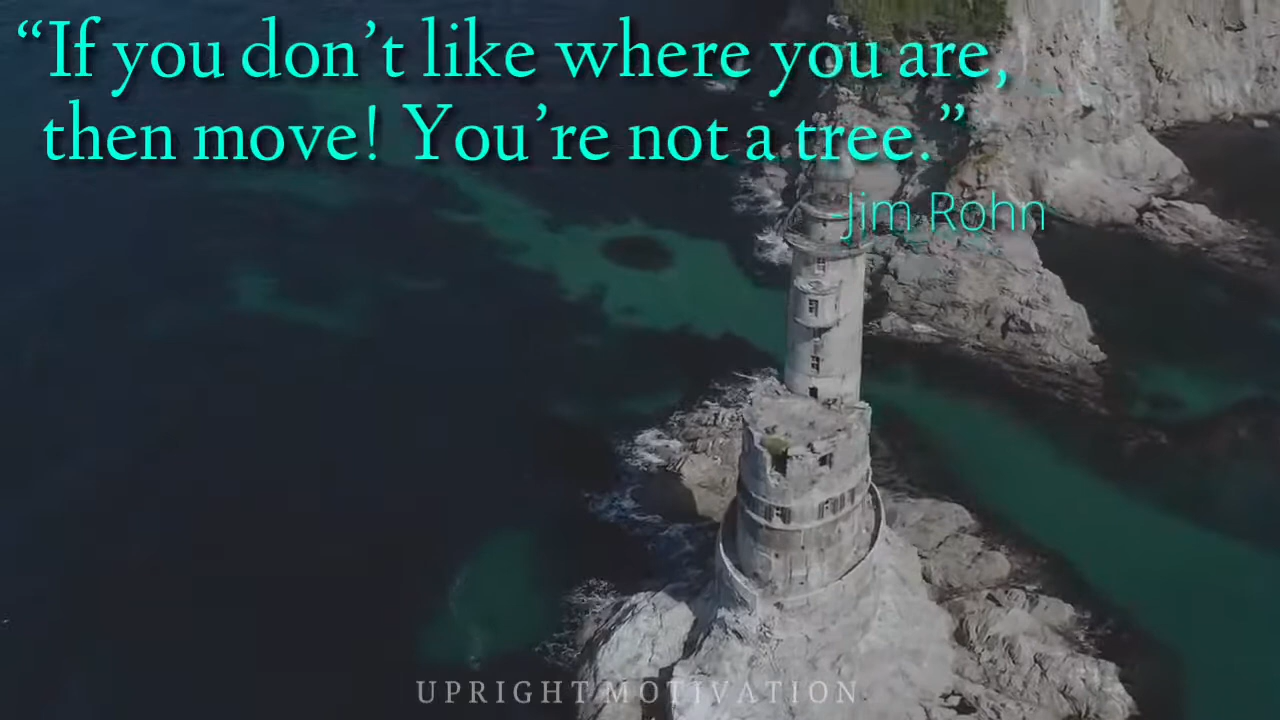 “If you don’t like where you are,
then move! You’re not a tree.”
-Jim Rohn
UPRIGHT MOTIVATION